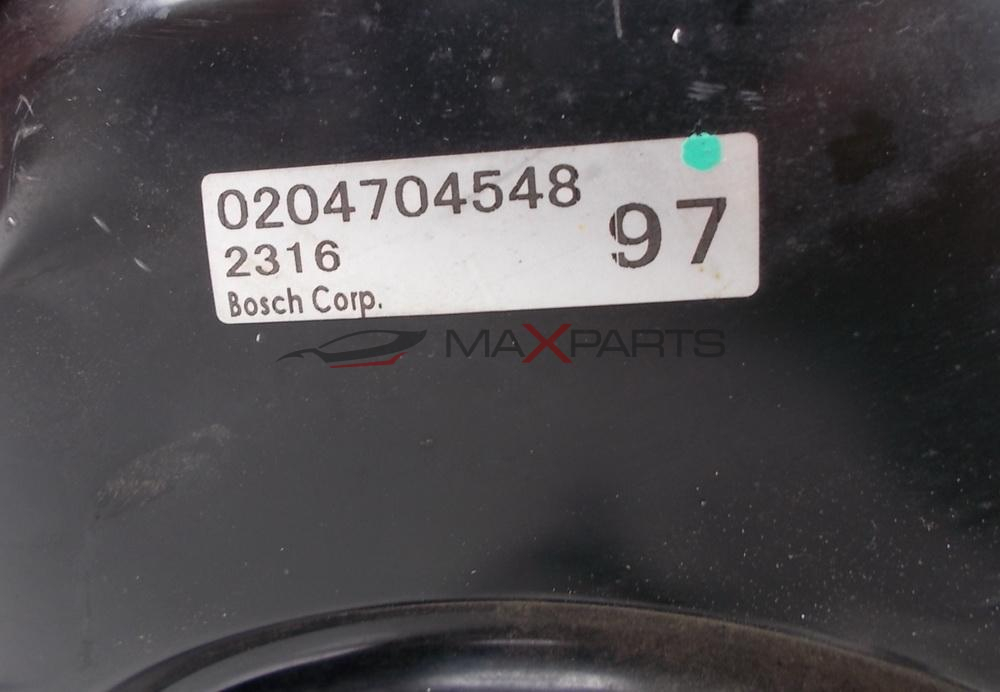 0204704548
97
2316
Bosch Corp.
MAXPARTS